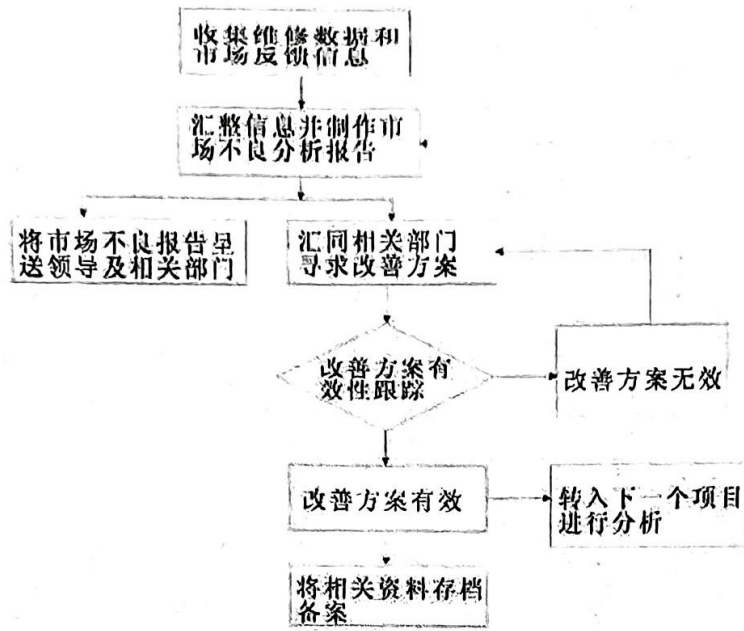 收集维修数据和
市场反馈信息
汇整信息并制作市
场不良分析报告
将市场不良报告呈
送领导及相关部门
汇同相关部门
寻求改善方案
改善方案有
效性跟踪
改善方案无效
改善方案有效
转入下一个项目
进行分析
将相关资料存档
备案